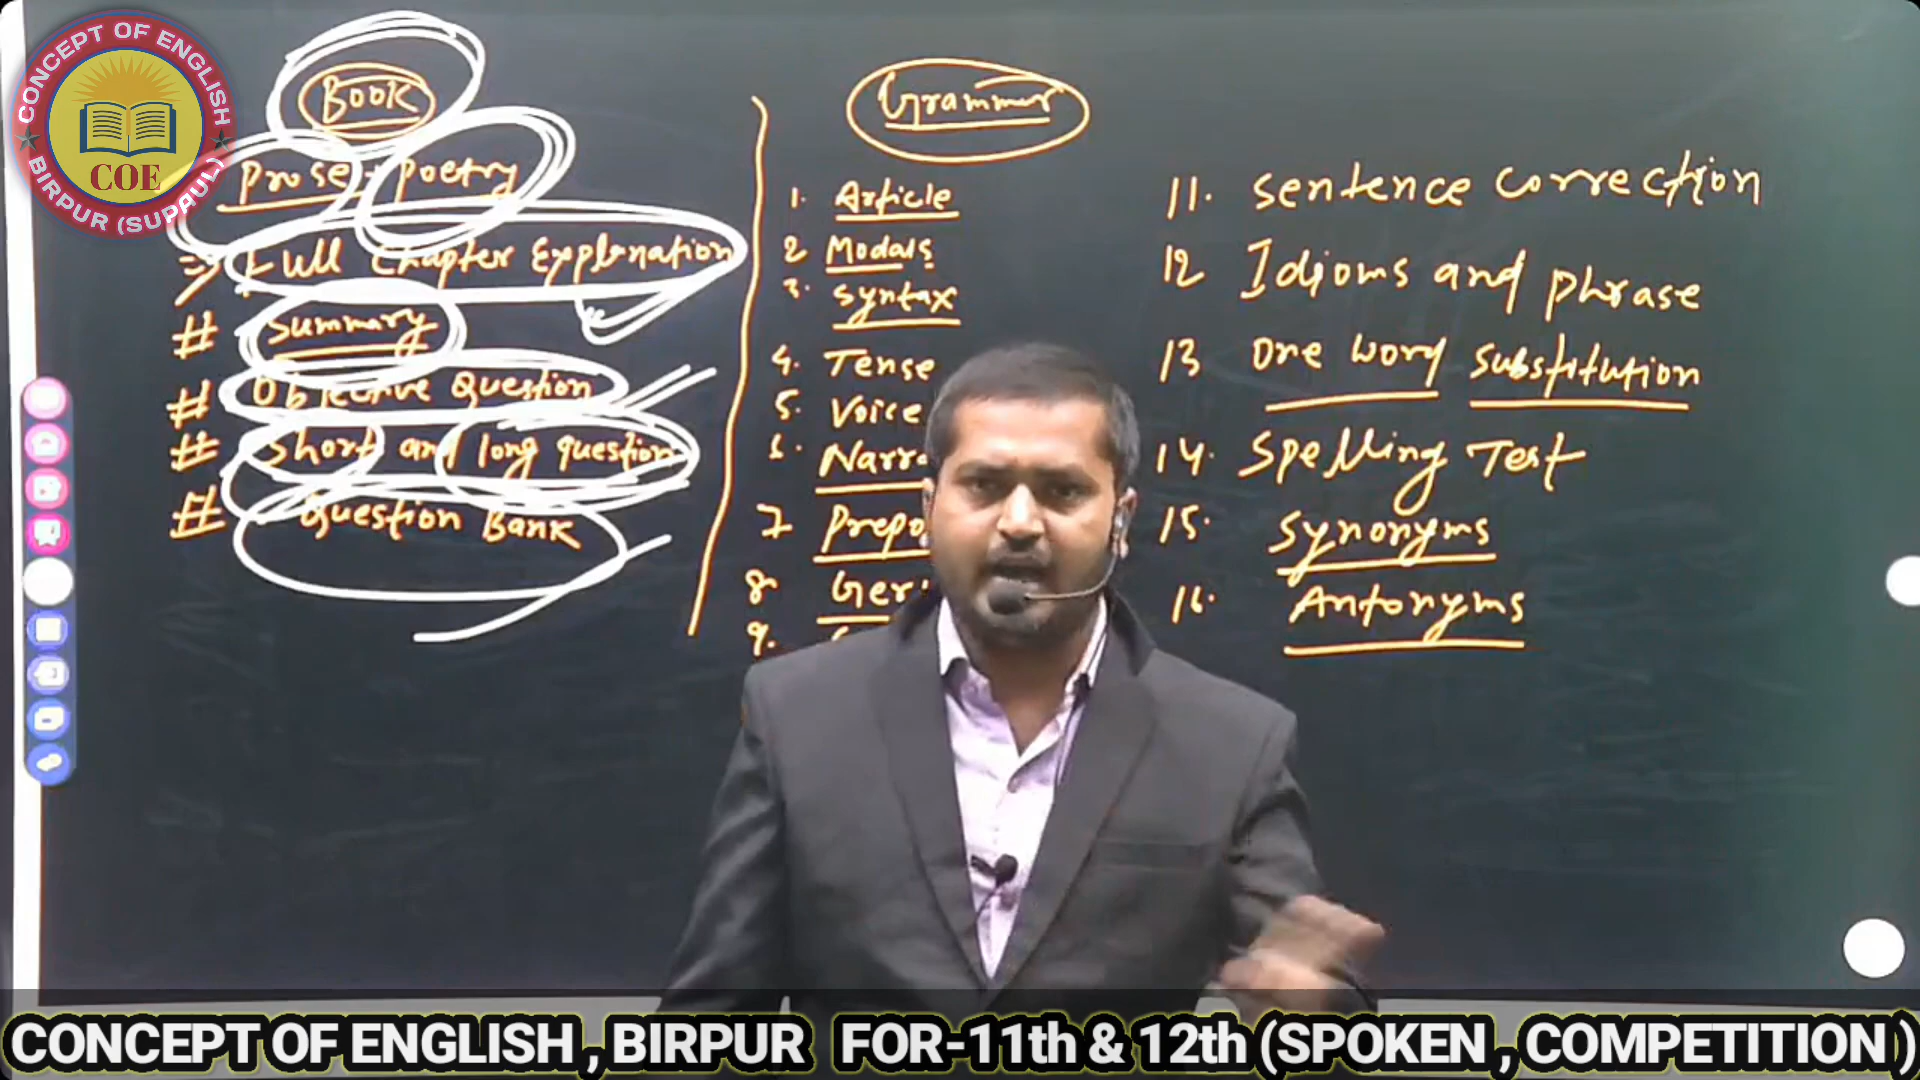 CONCEPT OF ENGLISH
COE
BIRPUR (SUPAUL)
Book
Prose + poetry
=> Full Chapter Explanation
# Summary
# Objective Question
# Short and long question
# Question Bank
Grammar
1. Article
2 Modals
3. Syntax
4. Tense
5. Voice
6.
7
8
9.
11. Sentence correction
12 Idioms and phrase
13 One word substitution
14. Spelling Test
15. Synonyms
16. Antonyms
CONCEPT OF ENGLISH , BIRPUR FOR-11th & 12th (SPOKEN , COMPETITION )